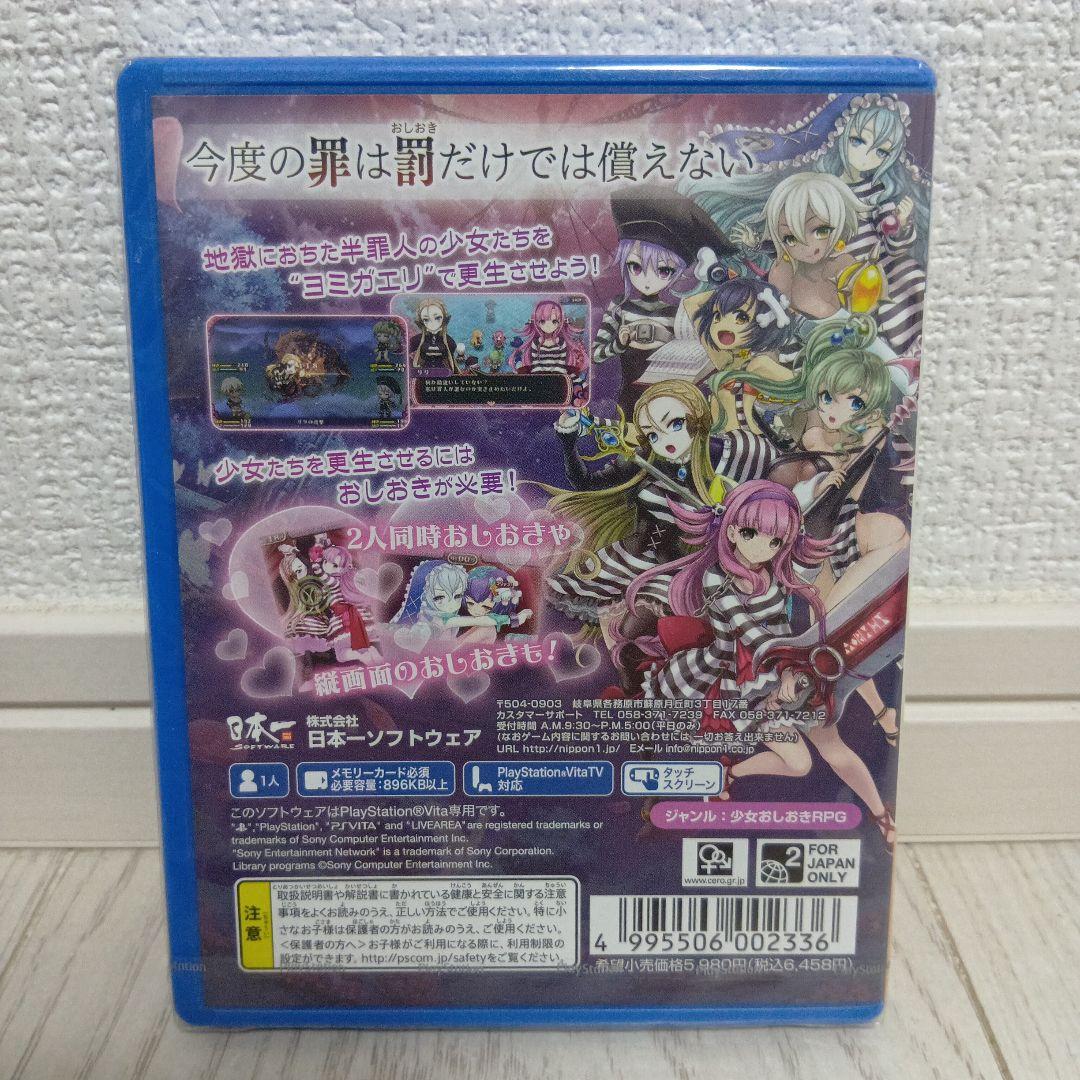 おしおき
今度の罪は罰だけでは償えない
地獄におちた半罪人の少女たちを
“ヨミガエリ”で更生させよう!
リリ
少女たちを更生させるには
おしおきが必要!
2人同時おしおきや
縦画面のおしおきも!
日本一
SOFTWARE
株式会社
日本一ソフトウェア
〒504-0903 岐阜県各務原市蘇原月丘町3丁目17番
カスタマーサポート TEL 058-371-7239 FAX 058-371-7212
受付時間 A.M.9:30~P.M.5:00(平日のみ)
(なおゲーム内容に関するお問い合わせには一切お答え出来ません)
URL http://nippon1.jp/ Eメール info@nippon1.co.jp
1人
メモリーカード必須
必要容量:896KB以上
PlayStation®VitaTV
対応
タッチ
スクリーン
このソフトウェアはPlayStation®Vita専用です。
ジャンル:少女おしおきRPG
"PlayStation", "PSVITA" and "LIVEAREA" are registered trademarks or
trademarks of Sony Computer Entertainment Inc.
"Sony Entertainment Network" is a trademark of Sony Corporation.
Library programs ©Sony Computer Entertainment Inc.
www.cero.gr.jp
2
FOR
JAPAN
ONLY
注意
取扱説明書や解説書に書かれている健康と安全に関する注意
事項をよくお読みのうえ、正しい方法でご使用ください。特に小
さなお子様は保護者の方がお読みのうえ、ご使用ください。
<保護者の方へ>お子様がご利用になる際に、利用制限の
設定ができます。http://pscom.jp/safetyをご覧ください。
4 995506 002336
希望小売価格5,980円(税込6,458円)
PlayStation